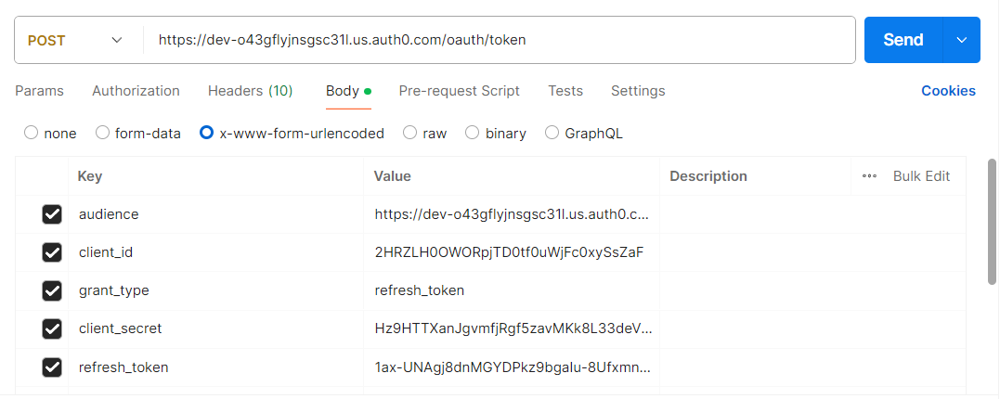 POST https://dev-o43gflyjnsgsc31l.us.auth0.com/oauth/token Send
Params Authorization Headers (10) Body Pre-request Script Tests Settings Cookies
none form-data x-www-form-urlencoded raw binary GraphQL
Key Value Description Bulk Edit
audience https://dev-o43gflyjnsgsc31l.us.auth0.c...
client_id 2HRZLH0OWORpjTD0tf0uWjFc0xySsZaF
grant_type refresh_token
client_secret Hz9HTTXanJgvmfjRgf5zavMKk8L33deV...
refresh_token 1ax-UNAgj8dnMGYDPkz9bgalu-8Ufxmn...